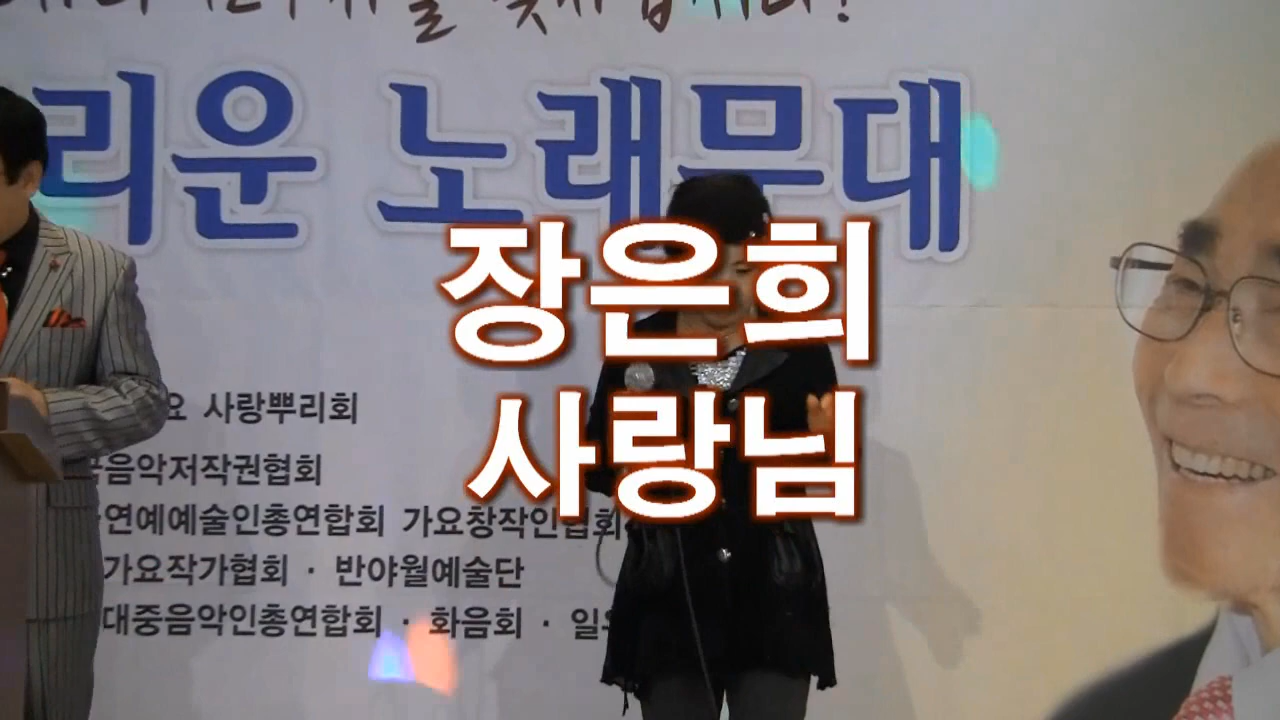 리운 노래무대
장은희
사랑님
요 사랑뿌리회
음악저작권협회
연예예술인총연합회 가요창작인협회
가요작가협회 · 반야월예술단
대중음악인총연합회 · 화음회 ·